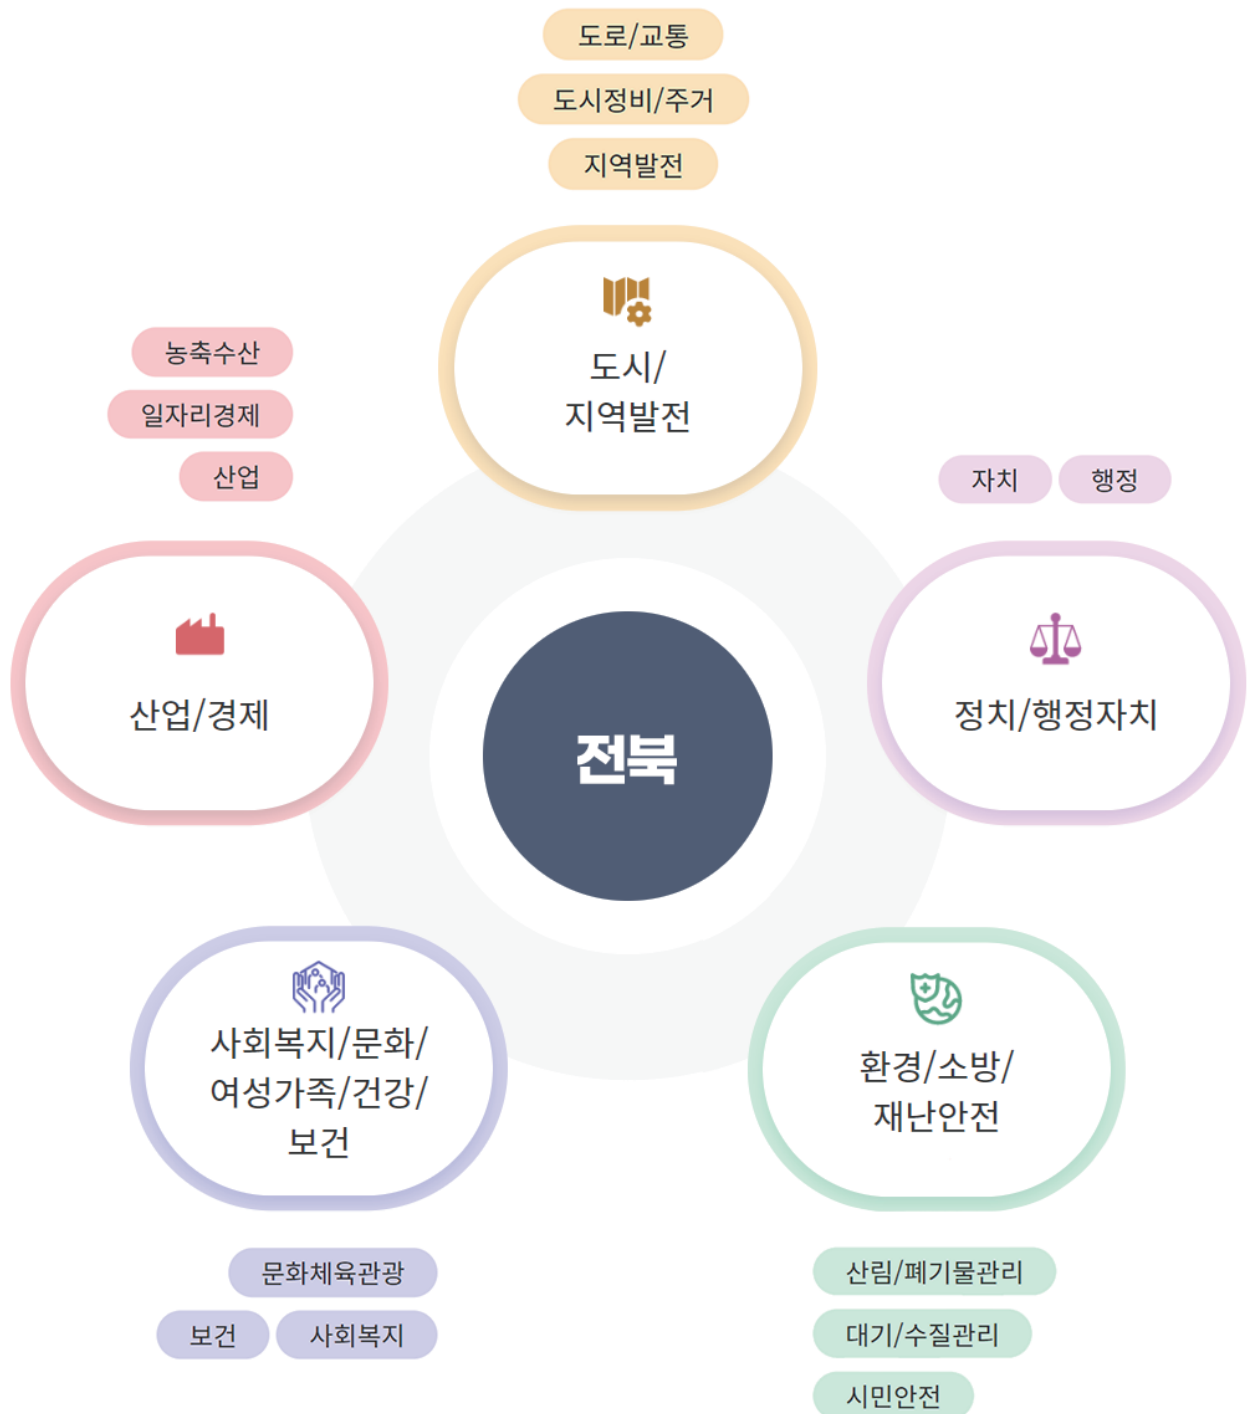 도로/교통
도시정비/주거
지역발전
도시/
지역발전
농축수산
일자리경제
산업
산업/경제
자치 행정
정치/행정자치
전북
사회복지/문화/
여성가족/건강/
보건
문화체육관광
보건 사회복지
환경/소방/
재난안전
산림/폐기물관리
대기/수질관리
시민안전